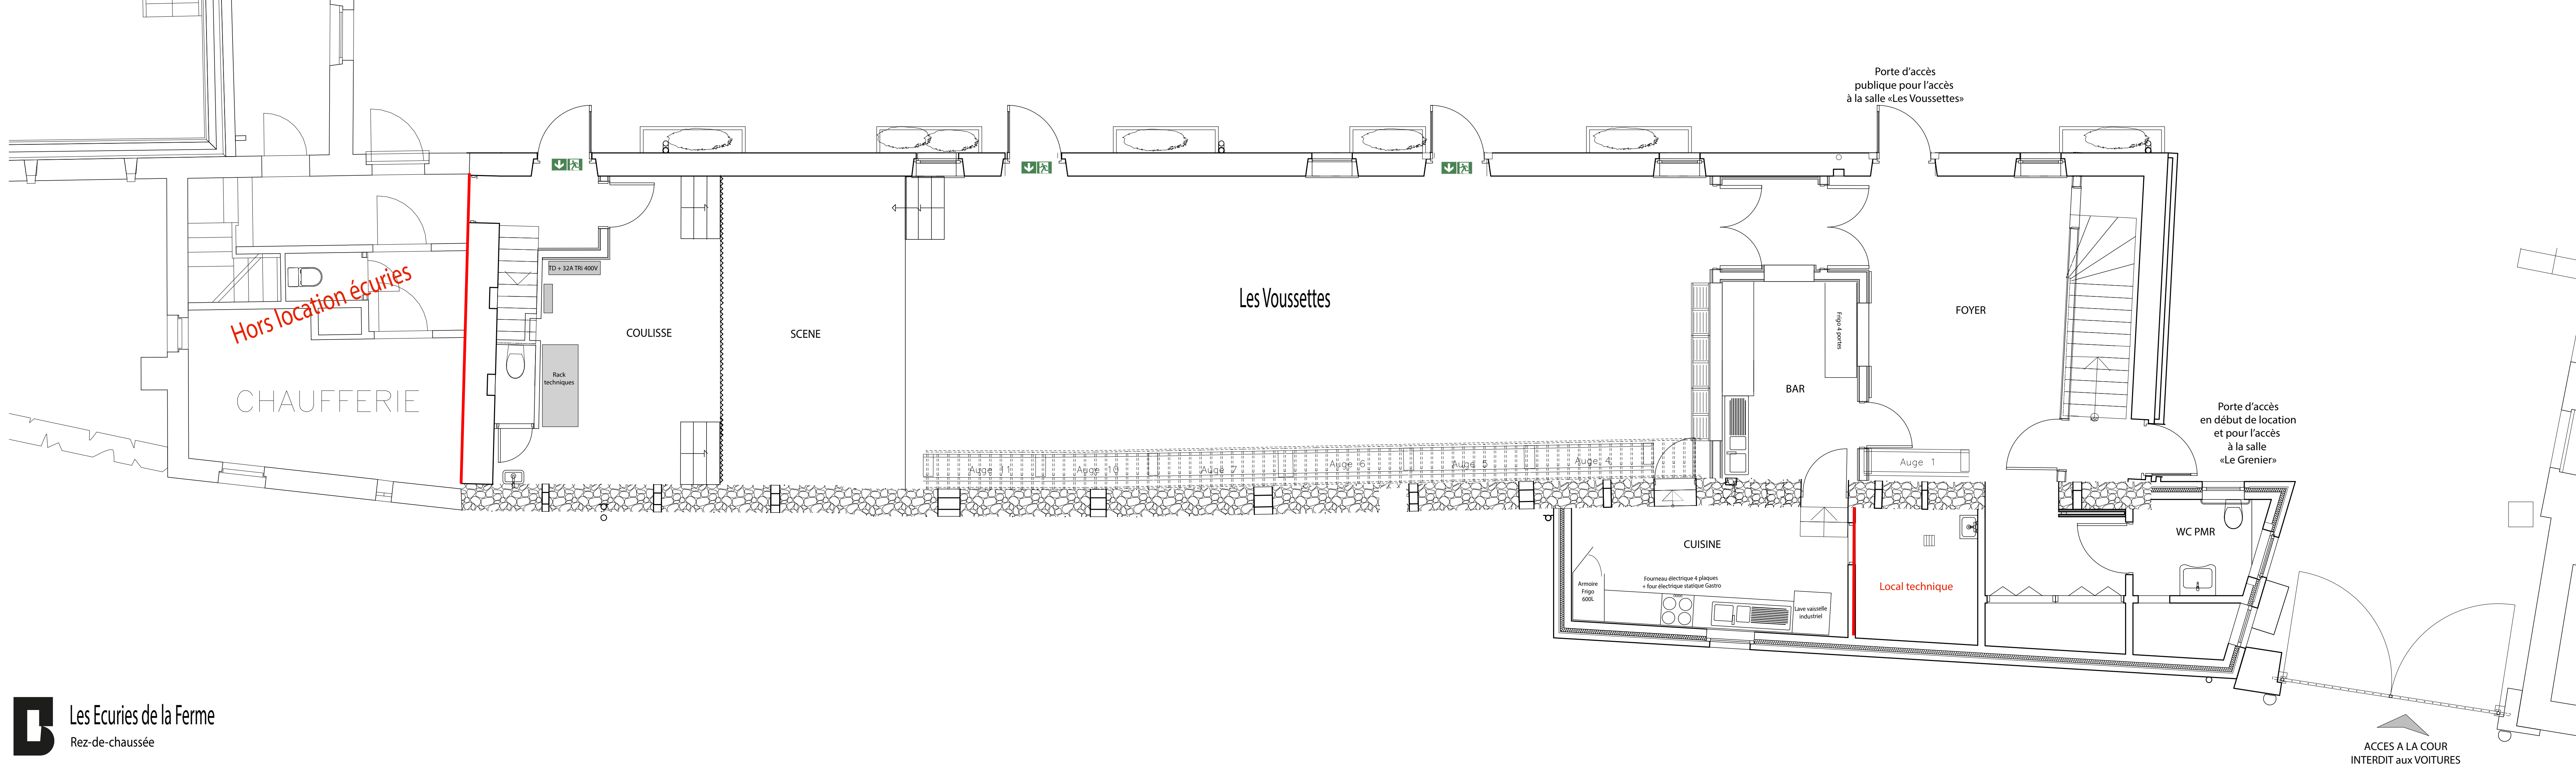 Porte d'accès
publique pour l'accès
à la salle «Les Voussettes»
TD + 32A TRI 400V
Hors location écuries
Les Voussettes
FOYER
Frigo 4 portes
COULISSE
SCENE
Rack
techniques
BAR
CHAUFFERIE
Porte d'accès
en début de location
et pour l'accès
à la salle
«Le Grenier»
Auge 11
Auge 10
Auge 7
Auge 6
Auge 5
Auge 4
Auge 1
WC PMR
CUISINE
Armoire
Frigo
600L
Fourneau électrique 4 plaques
+ four électrique statique Gastro
Lave vaisselle
industriel
Local technique
Les Ecuries de la Ferme
Rez-de-chaussée
ACCES A LA COUR
INTERDIT aux VOITURES